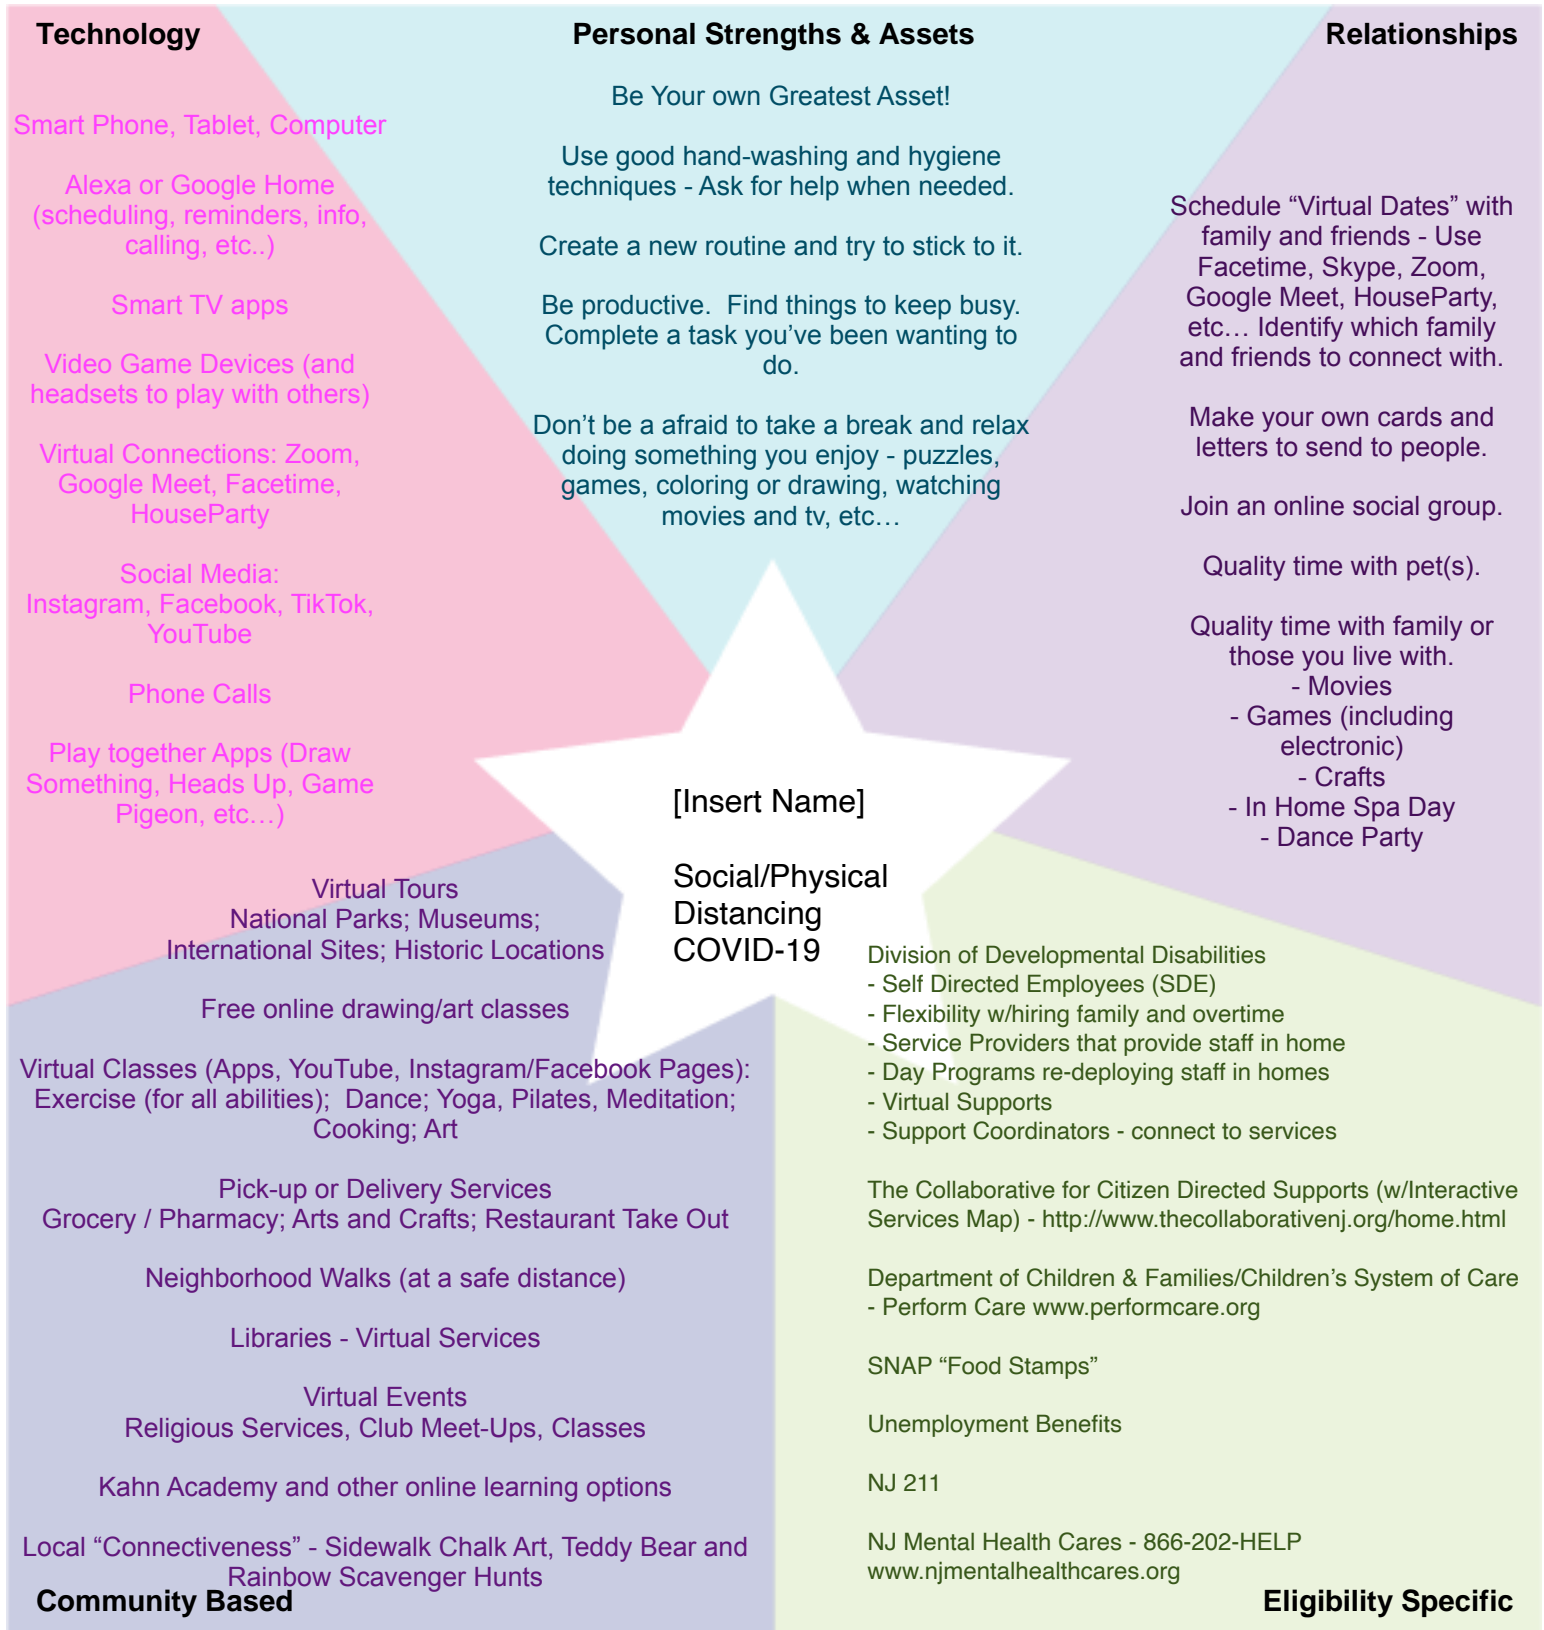 Technology
Smart Phone, Tablet, Computer
Alexa or Google Home
(scheduling, reminders, info,
calling, etc..)
Smart TV apps
Video Game Devices (and
headsets to play with others)
Virtual Connections: Zoom,
Google Meet, Facetime,
HouseParty
Social Media:
Instagram, Facebook, TikTok,
YouTube
Phone Calls
Play together Apps (Draw
Something, Heads Up, Game
Pigeon, etc…)
Personal Strengths & Assets
Be Your own Greatest Asset!
Use good hand-washing and hygiene
techniques - Ask for help when needed.
Create a new routine and try to stick to it.
Be productive.  Find things to keep busy.
Complete a task you’ve been wanting to
do.
Don’t be a afraid to take a break and relax
doing something you enjoy - puzzles,
games, coloring or drawing, watching
movies and tv, etc…
Relationships
Schedule “Virtual Dates” with
family and friends - Use
Facetime, Skype, Zoom,
Google Meet, HouseParty,
etc… Identify which family
and friends to connect with.
Make your own cards and
letters to send to people.
Join an online social group.
Quality time with pet(s).
Quality time with family or
those you live with.
- Movies
- Games (including
electronic)
- Crafts
- In Home Spa Day
- Dance Party
[Insert Name]
Social/Physical
Distancing
COVID-19
Virtual Tours
National Parks; Museums;
International Sites; Historic Locations
Free online drawing/art classes
Virtual Classes (Apps, YouTube, Instagram/Facebook Pages):
Exercise (for all abilities);  Dance; Yoga, Pilates, Meditation;
Cooking; Art
Pick-up or Delivery Services
Grocery / Pharmacy; Arts and Crafts; Restaurant Take Out
Neighborhood Walks (at a safe distance)
Libraries - Virtual Services
Virtual Events
Religious Services, Club Meet-Ups, Classes
Kahn Academy and other online learning options
Local “Connectiveness” - Sidewalk Chalk Art, Teddy Bear and
Rainbow Scavenger Hunts
Community Based
Division of Developmental Disabilities
- Self Directed Employees (SDE)
- Flexibility w/hiring family and overtime
- Service Providers that provide staff in home
- Day Programs re-deploying staff in homes
- Virtual Supports
- Support Coordinators - connect to services
The Collaborative for Citizen Directed Supports (w/Interactive
Services Map) - http://www.thecollaborativenj.org/home.html
Department of Children & Families/Children’s System of Care
- Perform Care www.performcare.org
SNAP “Food Stamps”
Unemployment Benefits
NJ 211
NJ Mental Health Cares - 866-202-HELP
www.njmentalhealthcares.org
Eligibility Specific